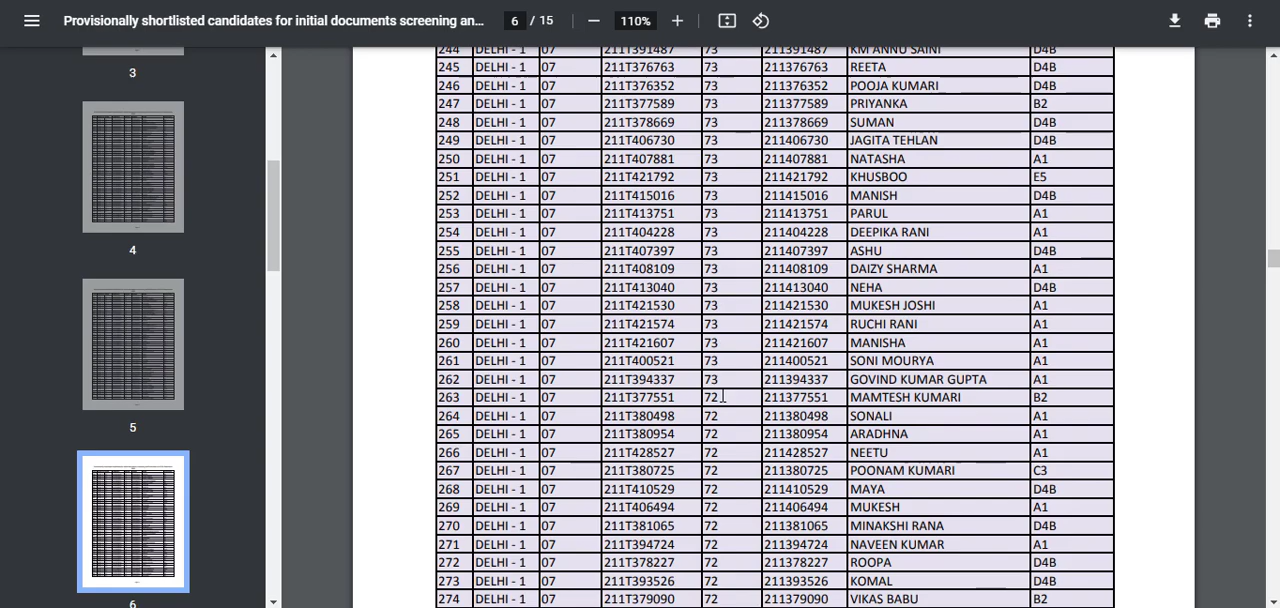 Provisionally shortlisted candidates for initial documents screening an...
6 / 15
110%
3
4
5
6
244 DELHI - 1 07 211T391487 73 211391487 KM ANNU SAINI D4B
245 DELHI - 1 07 211T376763 73 211376763 REETA D4B
246 DELHI - 1 07 211T376352 73 211376352 POOJA KUMARI D4B
247 DELHI - 1 07 211T377589 73 211377589 PRIYANKA B2
248 DELHI - 1 07 211T378669 73 211378669 SUMAN D4B
249 DELHI - 1 07 211T406730 73 211406730 JAGITA TEHLAN D4B
250 DELHI - 1 07 211T407881 73 211407881 NATASHA A1
251 DELHI - 1 07 211T421792 73 211421792 KHUSBOO E5
252 DELHI - 1 07 211T415016 73 211415016 MANISH D4B
253 DELHI - 1 07 211T413751 73 211413751 PARUL A1
254 DELHI - 1 07 211T404228 73 211404228 DEEPIKA RANI A1
255 DELHI - 1 07 211T407397 73 211407397 ASHU D4B
256 DELHI - 1 07 211T408109 73 211408109 DAIZY SHARMA A1
257 DELHI - 1 07 211T413040 73 211413040 NEHA D4B
258 DELHI - 1 07 211T421530 73 211421530 MUKESH JOSHI A1
259 DELHI - 1 07 211T421574 73 211421574 RUCHI RANI A1
260 DELHI - 1 07 211T421607 73 211421607 MANISHA A1
261 DELHI - 1 07 211T400521 73 211400521 SONI MOURYA A1
262 DELHI - 1 07 211T394337 73 211394337 GOVIND KUMAR GUPTA A1
263 DELHI - 1 07 211T377551 72 211377551 MAMTESH KUMARI B2
264 DELHI - 1 07 211T380498 72 211380498 SONALI A1
265 DELHI - 1 07 211T380954 72 211380954 ARADHNA A1
266 DELHI - 1 07 211T428527 72 211428527 NEETU A1
267 DELHI - 1 07 211T380725 72 211380725 POONAM KUMARI C3
268 DELHI - 1 07 211T410529 72 211410529 MAYA D4B
269 DELHI - 1 07 211T406494 72 211406494 MUKESH A1
270 DELHI - 1 07 211T381065 72 211381065 MINAKSHI RANA D4B
271 DELHI - 1 07 211T394724 72 211394724 NAVEEN KUMAR A1
272 DELHI - 1 07 211T378227 72 211378227 ROOPA D4B
273 DELHI - 1 07 211T393526 72 211393526 KOMAL D4B
274 DELHI - 1 07 211T379090 72 211379090 VIKAS BABU B2